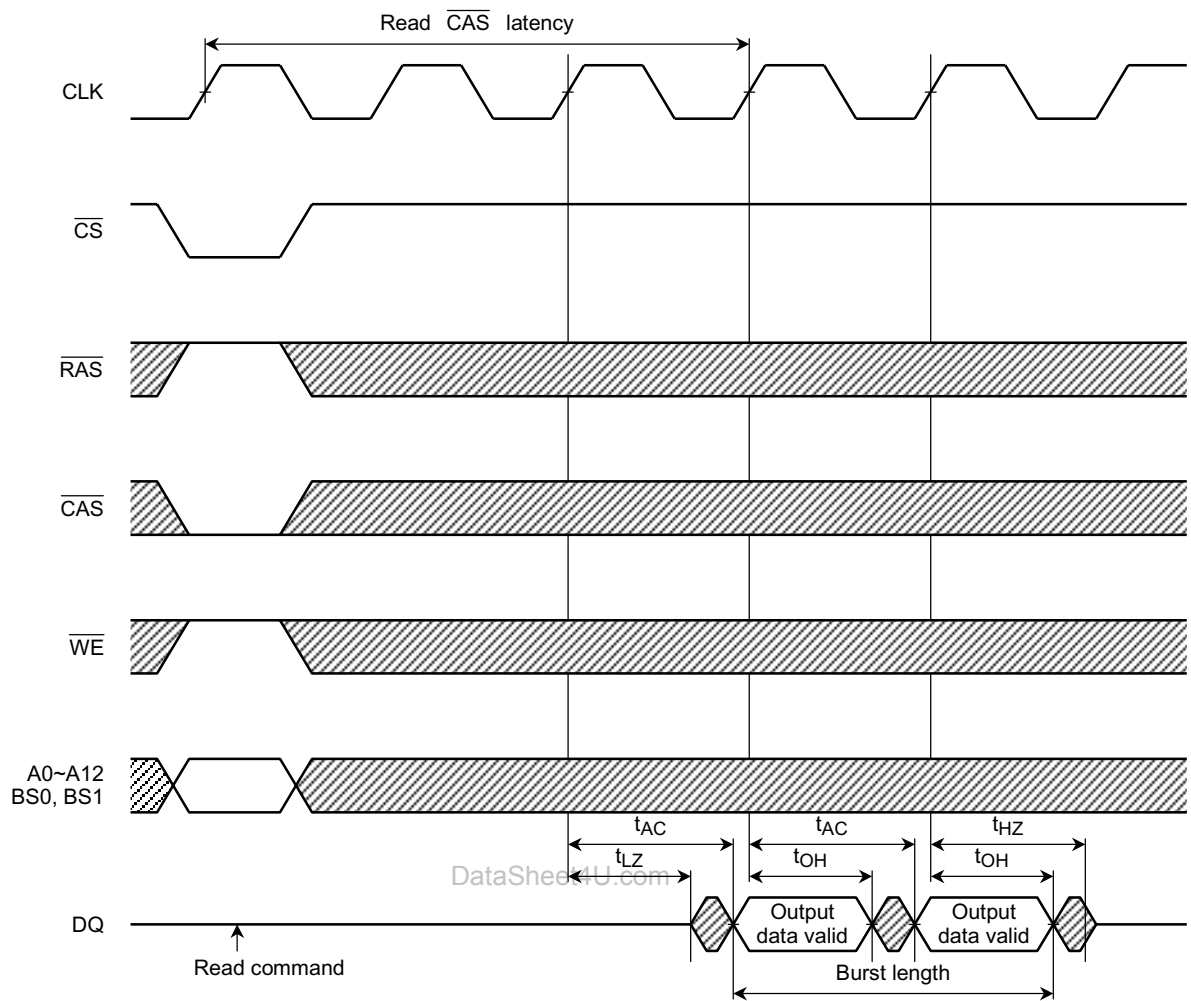 Read CAS latency
CLK
CS
RAS
CAS
WE
A0~A12
BS0, BS1
tAC tAC tHZ
tLZ tOH tOH
DataSheet4U.com
DQ
Output
data valid
Output
data valid
Read command
Burst length